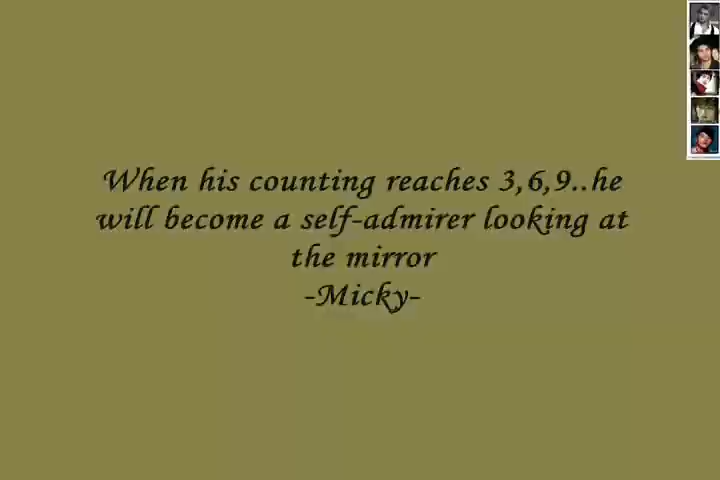 When his counting reaches 3,6,9..he
will become a self-admirer looking at
the mirror
-Micky-